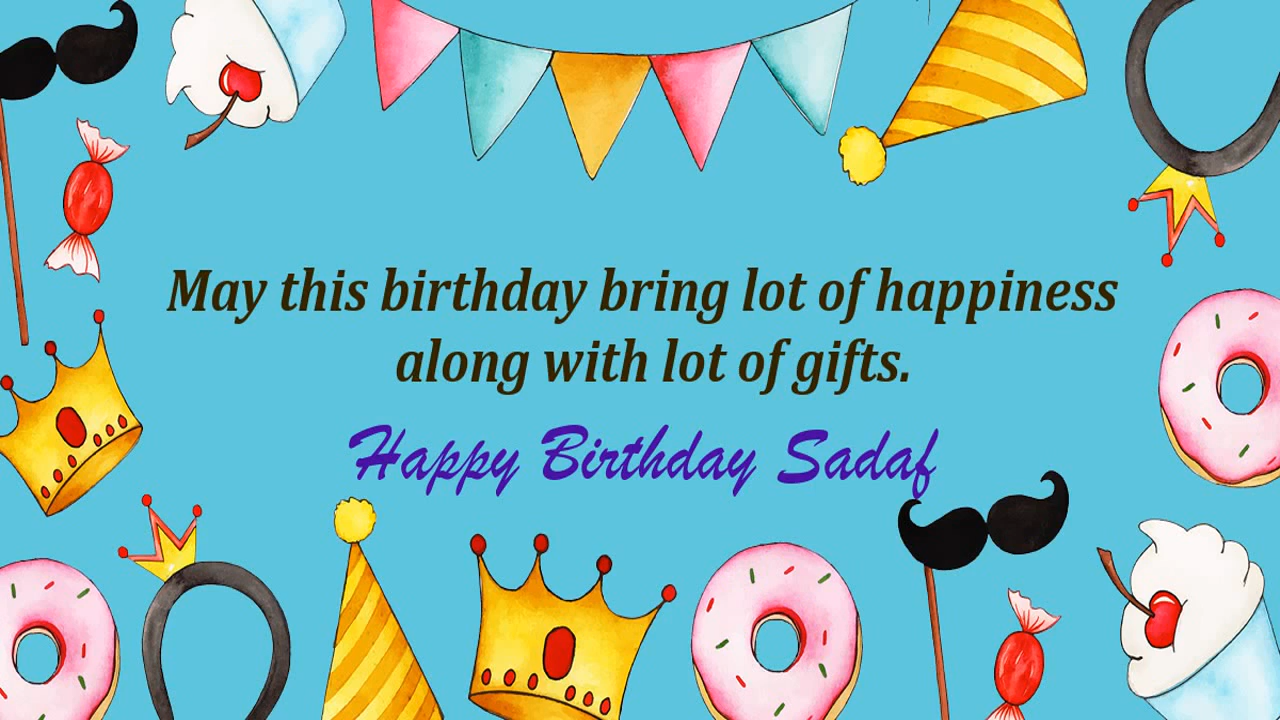 May this birthday bring lot of happiness
along with lot of gifts.
Happy Birthday Sadaf